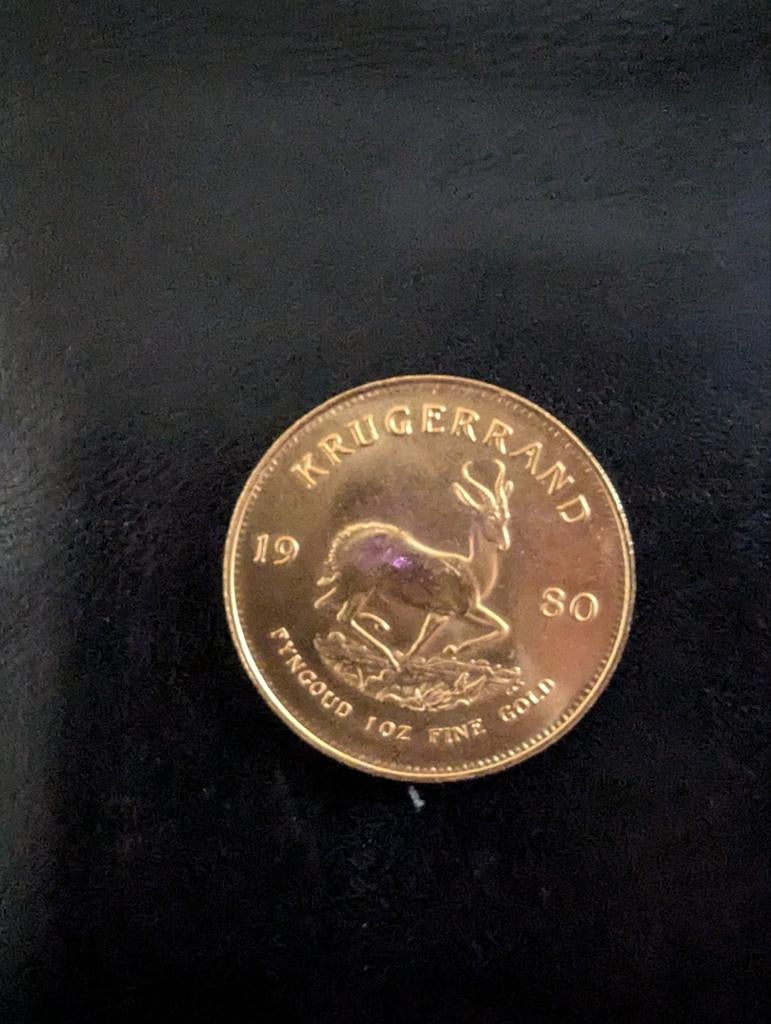 KRUGERRAND
19 80
FYNGOUD 1 OZ FINE GOLD